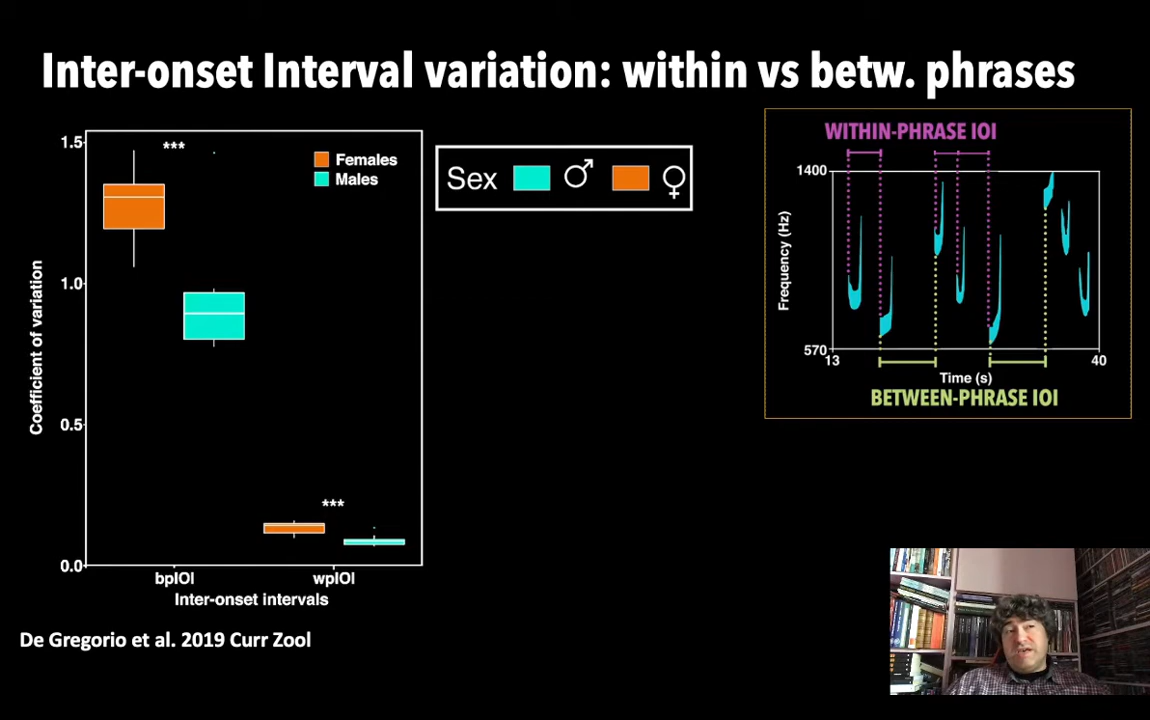 Inter-onset Interval variation: within vs betw. phrases
1.5
***
Females
Males
1.0
0.5
***
0.0
Coefficient of variation
bpIOI
wpIOI
Inter-onset intervals
Sex ♂ ♀
WITHIN-PHRASE IOI
1400
Frequency (Hz)
570
13
40
Time (s)
BETWEEN-PHRASE IOI
De Gregorio et al. 2019 Curr Zool